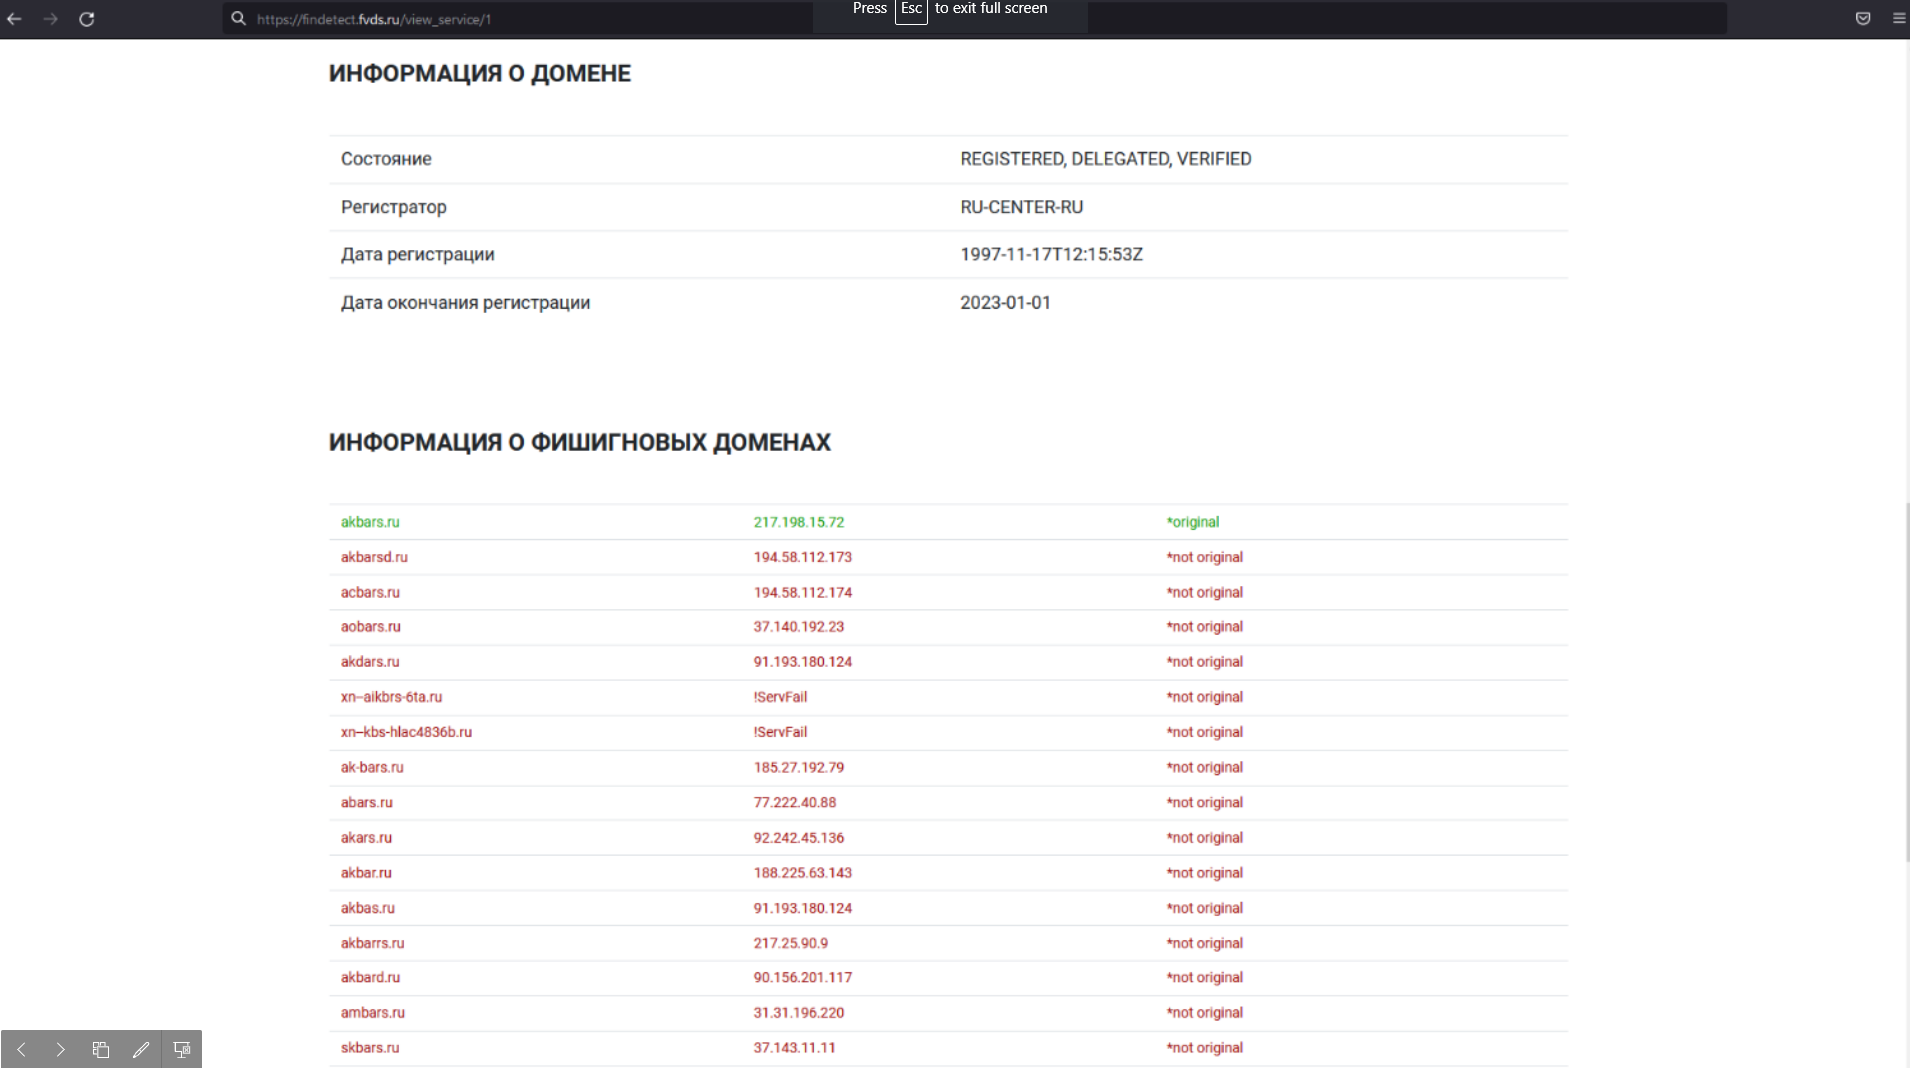 https://findetect.fvds.ru/view_service/1
Press Esc to exit full screen
ИНФОРМАЦИЯ О ДОМЕНЕ
Состояние REGISTERED, DELEGATED, VERIFIED
Регистратор RU-CENTER-RU
Дата регистрации 1997-11-17T12:15:53Z
Дата окончания регистрации 2023-01-01
ИНФОРМАЦИЯ О ФИШИГНОВЫХ ДОМЕНАХ
akbars.ru 217.198.15.72 *original
akbarsd.ru 194.58.112.173 *not original
acbars.ru 194.58.112.174 *not original
aobars.ru 37.140.192.23 *not original
akdars.ru 91.193.180.124 *not original
xn--aikbrs-6ta.ru !ServFail *not original
xn--kbs-hlac4836b.ru !ServFail *not original
ak-bars.ru 185.27.192.79 *not original
abars.ru 77.222.40.88 *not original
akars.ru 92.242.45.136 *not original
akbar.ru 188.225.63.143 *not original
akbas.ru 91.193.180.124 *not original
akbarrs.ru 217.25.90.9 *not original
akbard.ru 90.156.201.117 *not original
ambars.ru 31.31.196.220 *not original
skbars.ru 37.143.11.11 *not original